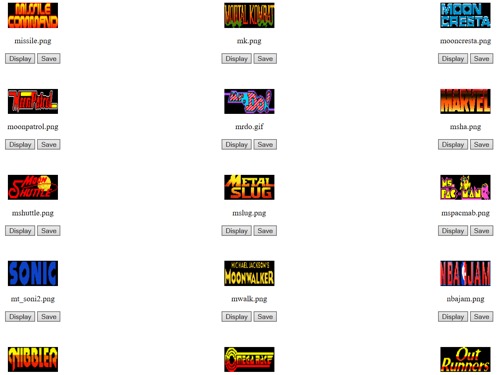 MISSILE COMMAND
MORTAL KOMBAT
MOON CRESTA
missile.png
mk.png
mooncresta.png
Display Save
Display Save
Display Save
Moon Patrol
Mr. Do!
MARVEL
moonpatrol.png
mrdo.gif
msha.png
Display Save
Display Save
Display Save
MOON SHUTTLE
METAL SLUG
MS. PAC-MAN
mshuttle.png
mslug.png
mspacmab.png
Display Save
Display Save
Display Save
SONIC
MICHAEL JACKSON'S MOONWALKER
NBA JAM
mt_soni2.png
mwalk.png
nbajam.png
Display Save
Display Save
Display Save
NIBBLER
OMEGA RACE
Out Runners